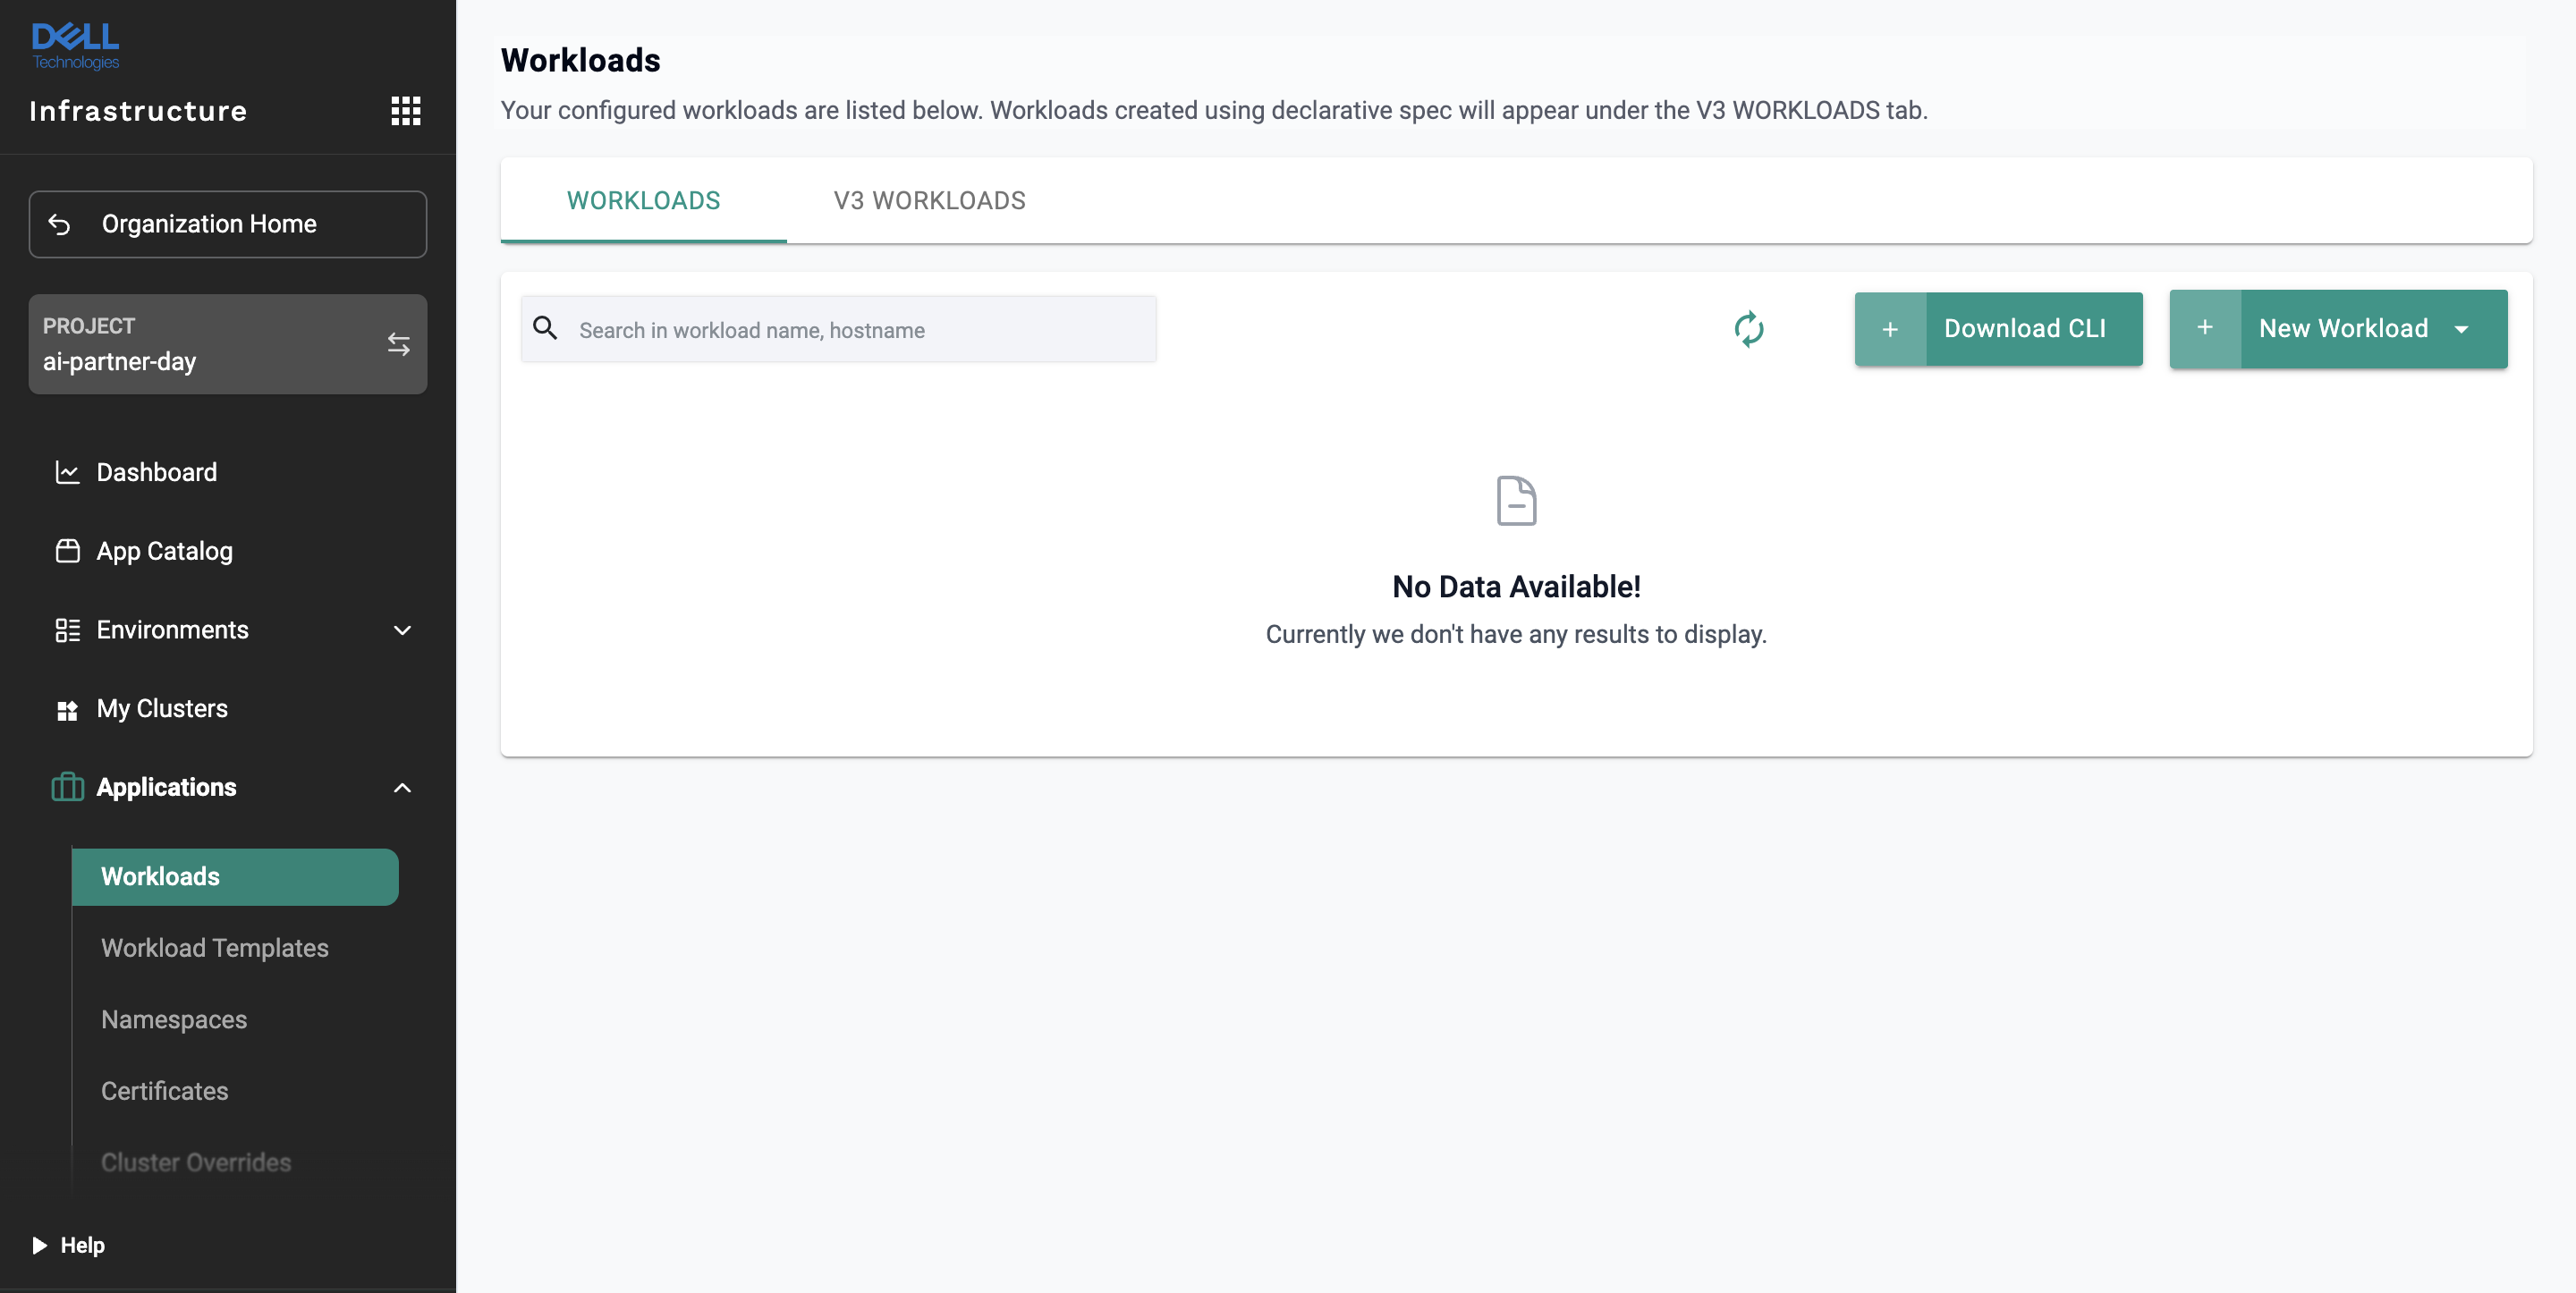 DELL
Technologies
Infrastructure
Organization Home
PROJECT
ai-partner-day
Dashboard
App Catalog
Environments
My Clusters
Applications
Workloads
Workload Templates
Namespaces
Certificates
Cluster Overrides
Help
Workloads
Your configured workloads are listed below. Workloads created using declarative spec will appear under the V3 WORKLOADS tab.
WORKLOADS
V3 WORKLOADS
Search in workload name, hostname
+ Download CLI
+ New Workload
No Data Available!
Currently we don't have any results to display.